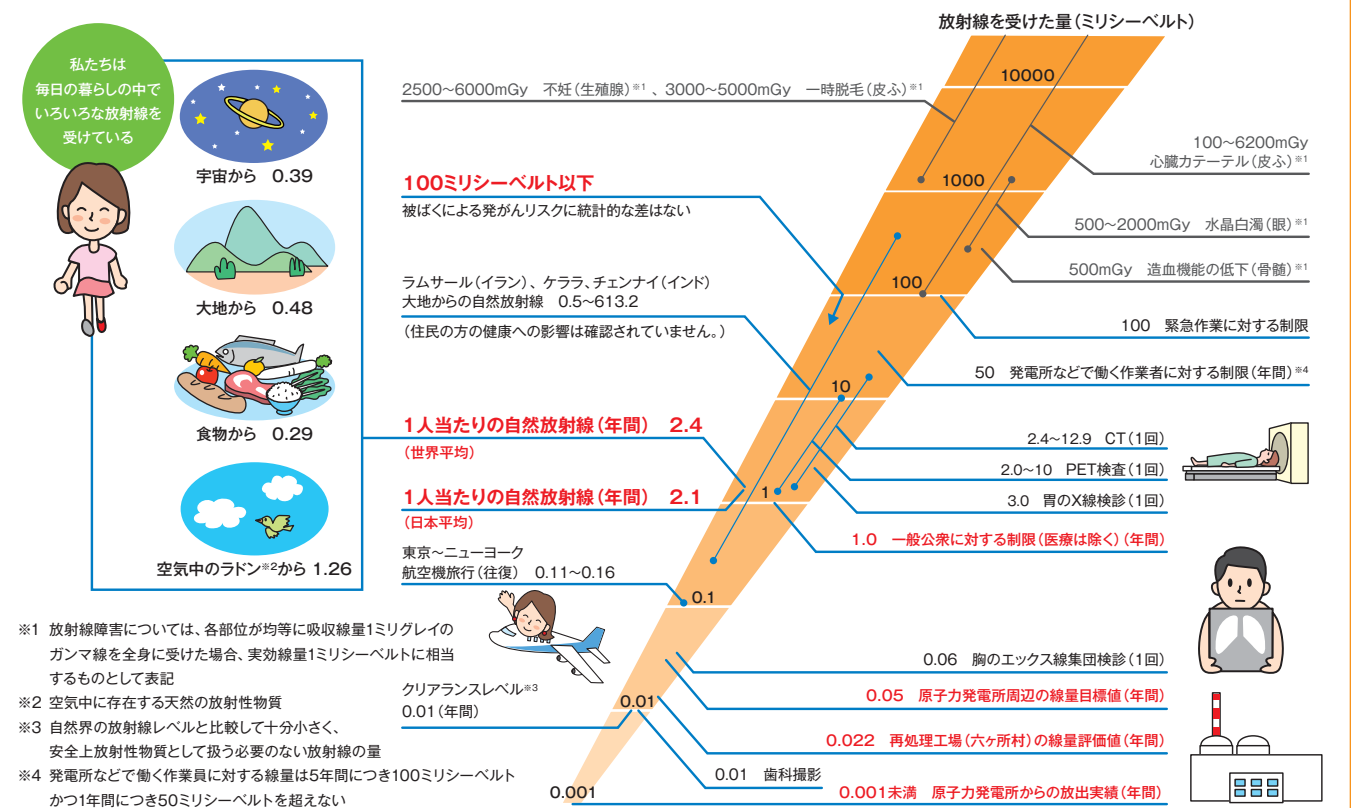 放射線を受けた量(ミリシーベルト)
私たちは
毎日の暮らしの中で
いろいろな放射線を
受けている
宇宙から 0.39
大地から 0.48
食物から 0.29
空気中のラドン※2から 1.26
2500~6000mGy 不妊(生殖腺)※1 、3000~5000mGy 一時脱毛(皮ふ)※1
100ミリシーベルト以下
被ばくによる発がんリスクに統計的な差はない
ラムサール(イラン)、ケララ、チェンナイ(インド)
大地からの自然放射線 0.5~613.2
(住民の方の健康への影響は確認されていません。)
1人当たりの自然放射線(年間) 2.4
(世界平均)
1人当たりの自然放射線(年間) 2.1
(日本平均)
東京~ニューヨーク
航空機旅行(往復) 0.11~0.16
クリアランスレベル※3
0.01(年間)
10000
1000
100
10
1
0.1
0.01
0.001
100~6200mGy
心臓カテーテル(皮ふ)※1
500~2000mGy 水晶白濁(眼)※1
500mGy 造血機能の低下(骨髄)※1
100 緊急作業に対する制限
50 発電所などで働く作業者に対する制限(年間)※4
2.4~12.9 CT(1回)
2.0~10 PET検査(1回)
3.0 胃のX線検診(1回)
1.0 一般公衆に対する制限(医療は除く)(年間)
0.06 胸のエックス線集団検診(1回)
0.05 原子力発電所周辺の線量目標値(年間)
0.022 再処理工場(六ヶ所村)の線量評価値(年間)
0.01 歯科撮影
0.001未満 原子力発電所からの放出実績(年間)
※1 放射線障害については、各部位が均等に吸収線量1ミリグレイの
ガンマ線を全身に受けた場合、実効線量1ミリシーベルトに相当
するものとして表記
※2 空気中に存在する天然の放射性物質
※3 自然界の放射線レベルと比較して十分小さく、
安全上放射性物質として扱う必要のない放射線の量
※4 発電所などで働く作業員に対する線量は5年間につき100ミリシーベルト
かつ1年間につき50ミリシーベルトを超えない